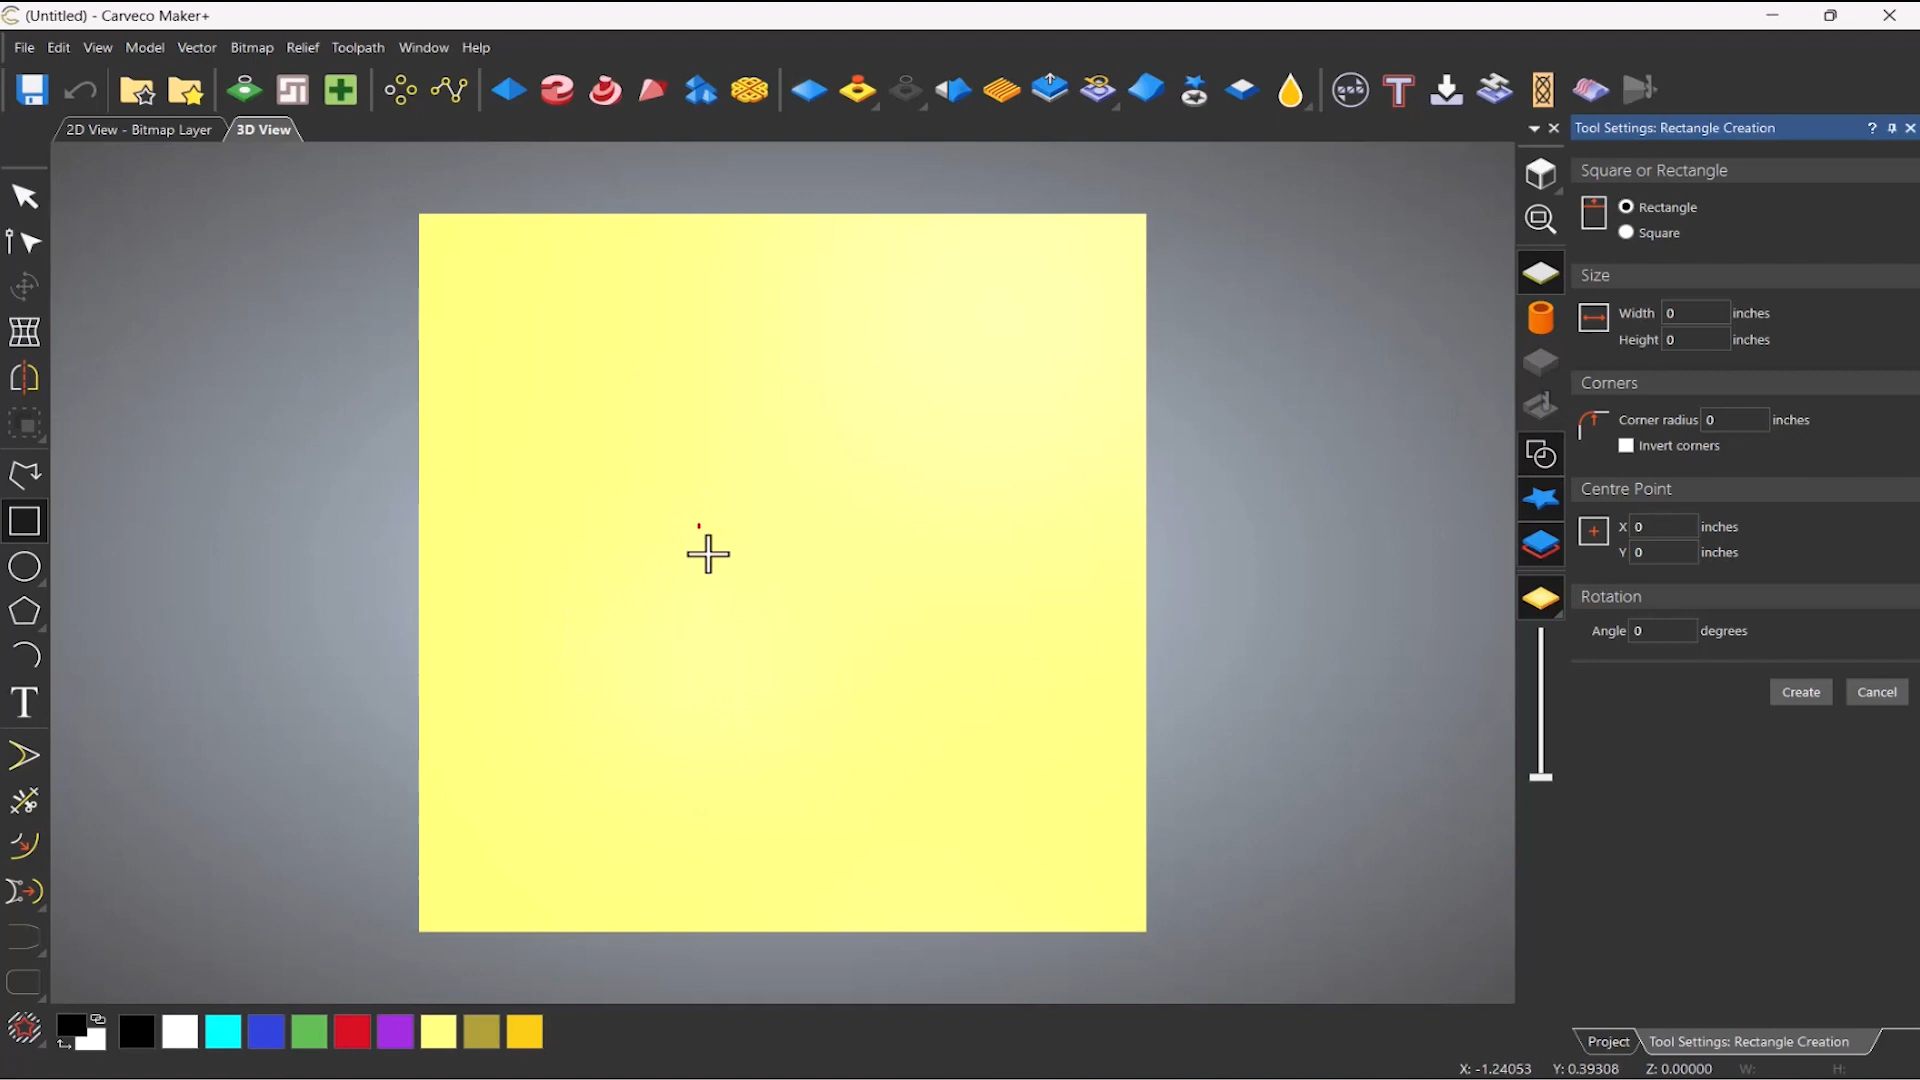 (Untitled) - Carveco Maker+
File Edit View Model Vector Bitmap Relief Toolpath Window Help
2D View - Bitmap Layer 3D View
Tool Settings: Rectangle Creation ?
Square or Rectangle
Rectangle
Square
Size
Width 0 inches
Height 0 inches
Corners
Corner radius 0 inches
Invert corners
Centre Point
X 0 inches
Y 0 inches
Rotation
Angle 0 degrees
Create Cancel
Project Tool Settings: Rectangle Creation
X: -1.24053 Y: 0.39308 Z: 0.00000 W: H: